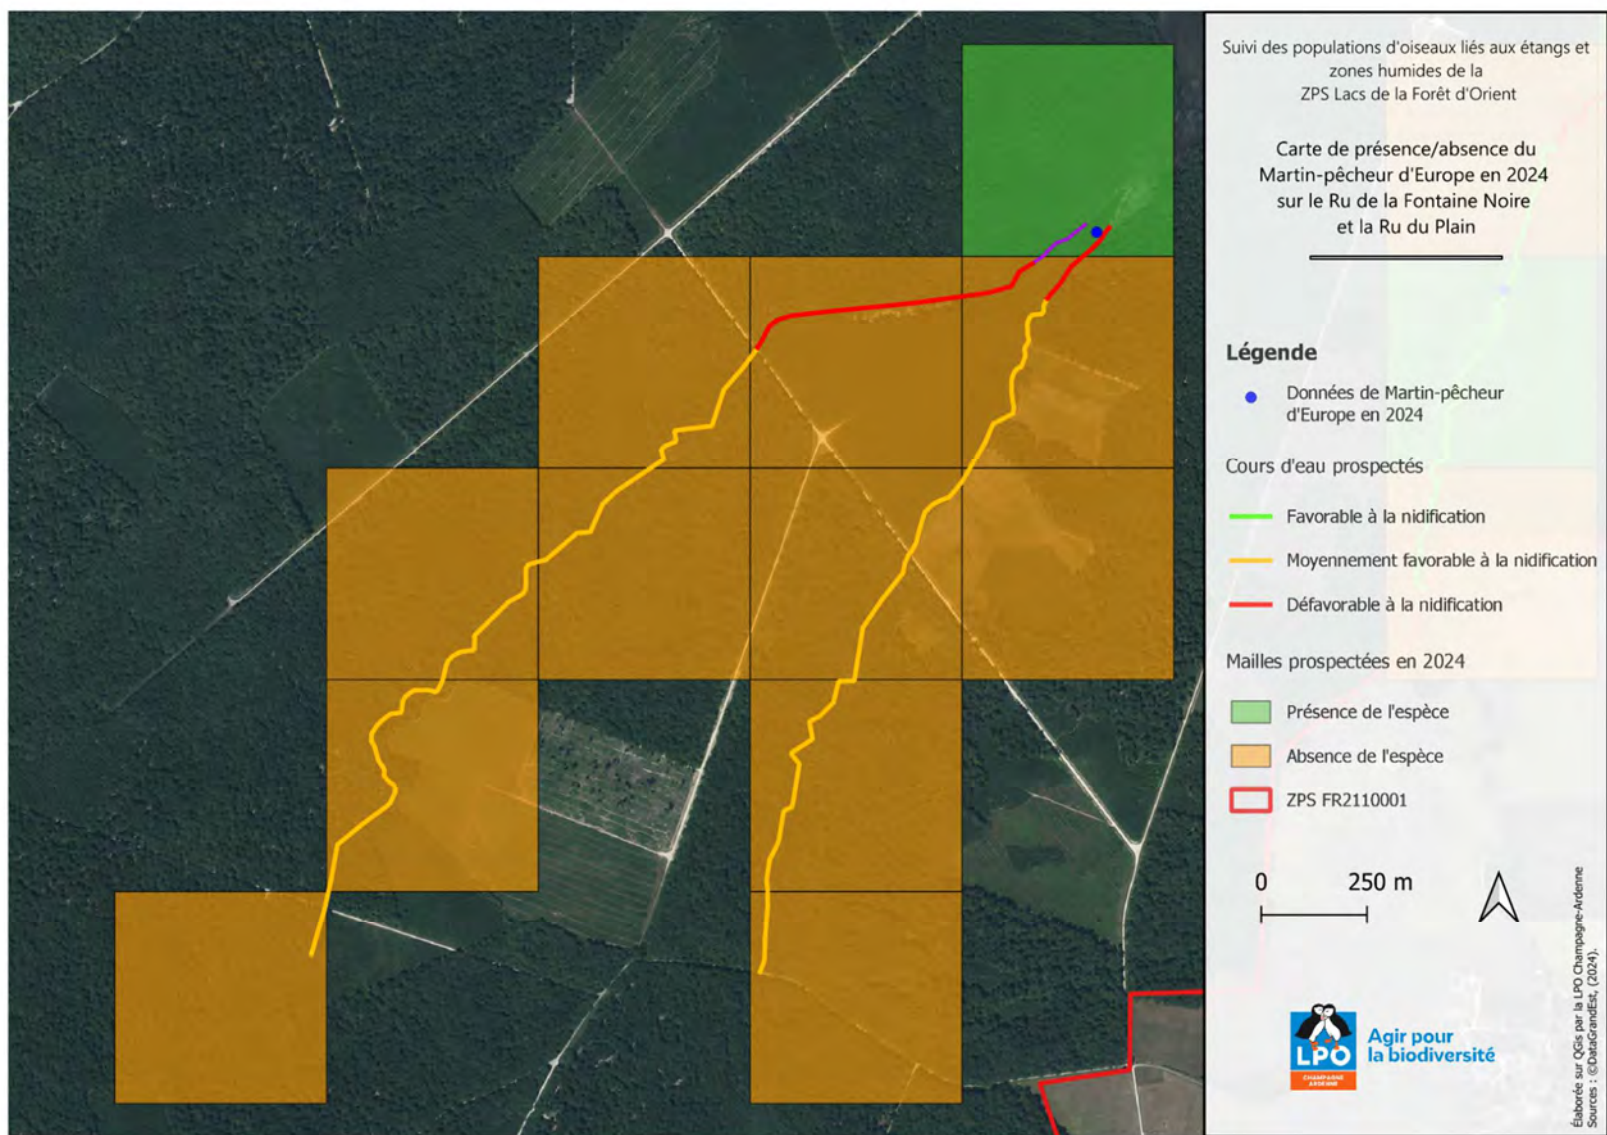 Suivi des populations d'oiseaux liés aux étangs et
zones humides de la
ZPS Lacs de la Forêt d'Orient
Carte de présence/absence du
Martin-pêcheur d'Europe en 2024
sur le Ru de la Fontaine Noire
et la Ru du Plain
Légende
Données de Martin-pêcheur
d'Europe en 2024
Cours d'eau prospectés
Favorable à la nidification
Moyennement favorable à la nidification
Défavorable à la nidification
Mailles prospectées en 2024
Présence de l'espèce
Absence de l'espèce
ZPS FR2110001
0 250 m
LPO
CHAMPAGNE
ARDENNE
Agir pour
la biodiversité
Élaborée sur QGis par la LPO Champagne-Ardenne
Sources : ©DataGrandEst, (2024).